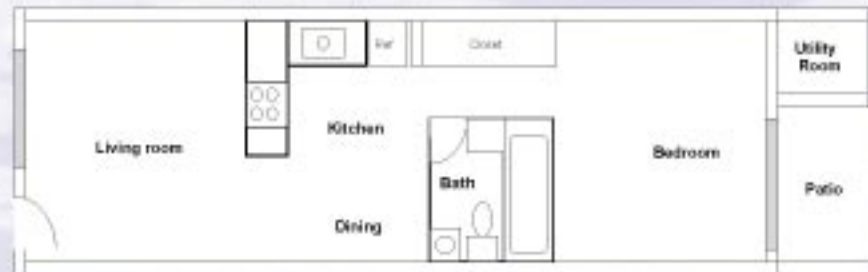 Ref
Closet
Utility
Room
Kitchen
Living room
Bedroom
Bath
Patio
Dining